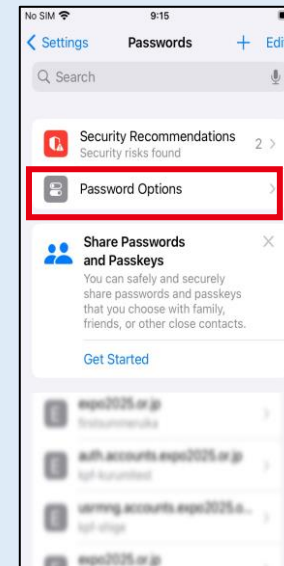 No SIM 9:15
Settings Passwords + Edi
Search
Security Recommendations
Security risks found
2
Password Options
Share Passwords
and Passkeys
You can safely and securely
share passwords and passkeys
that you choose with family,
friends, or other close contacts.
Get Started
E expo2025.or.jp
E auth.accounts.expo2025.or.jp
E usrmng.accounts.expo2025.o...
E expo2025.or.jp